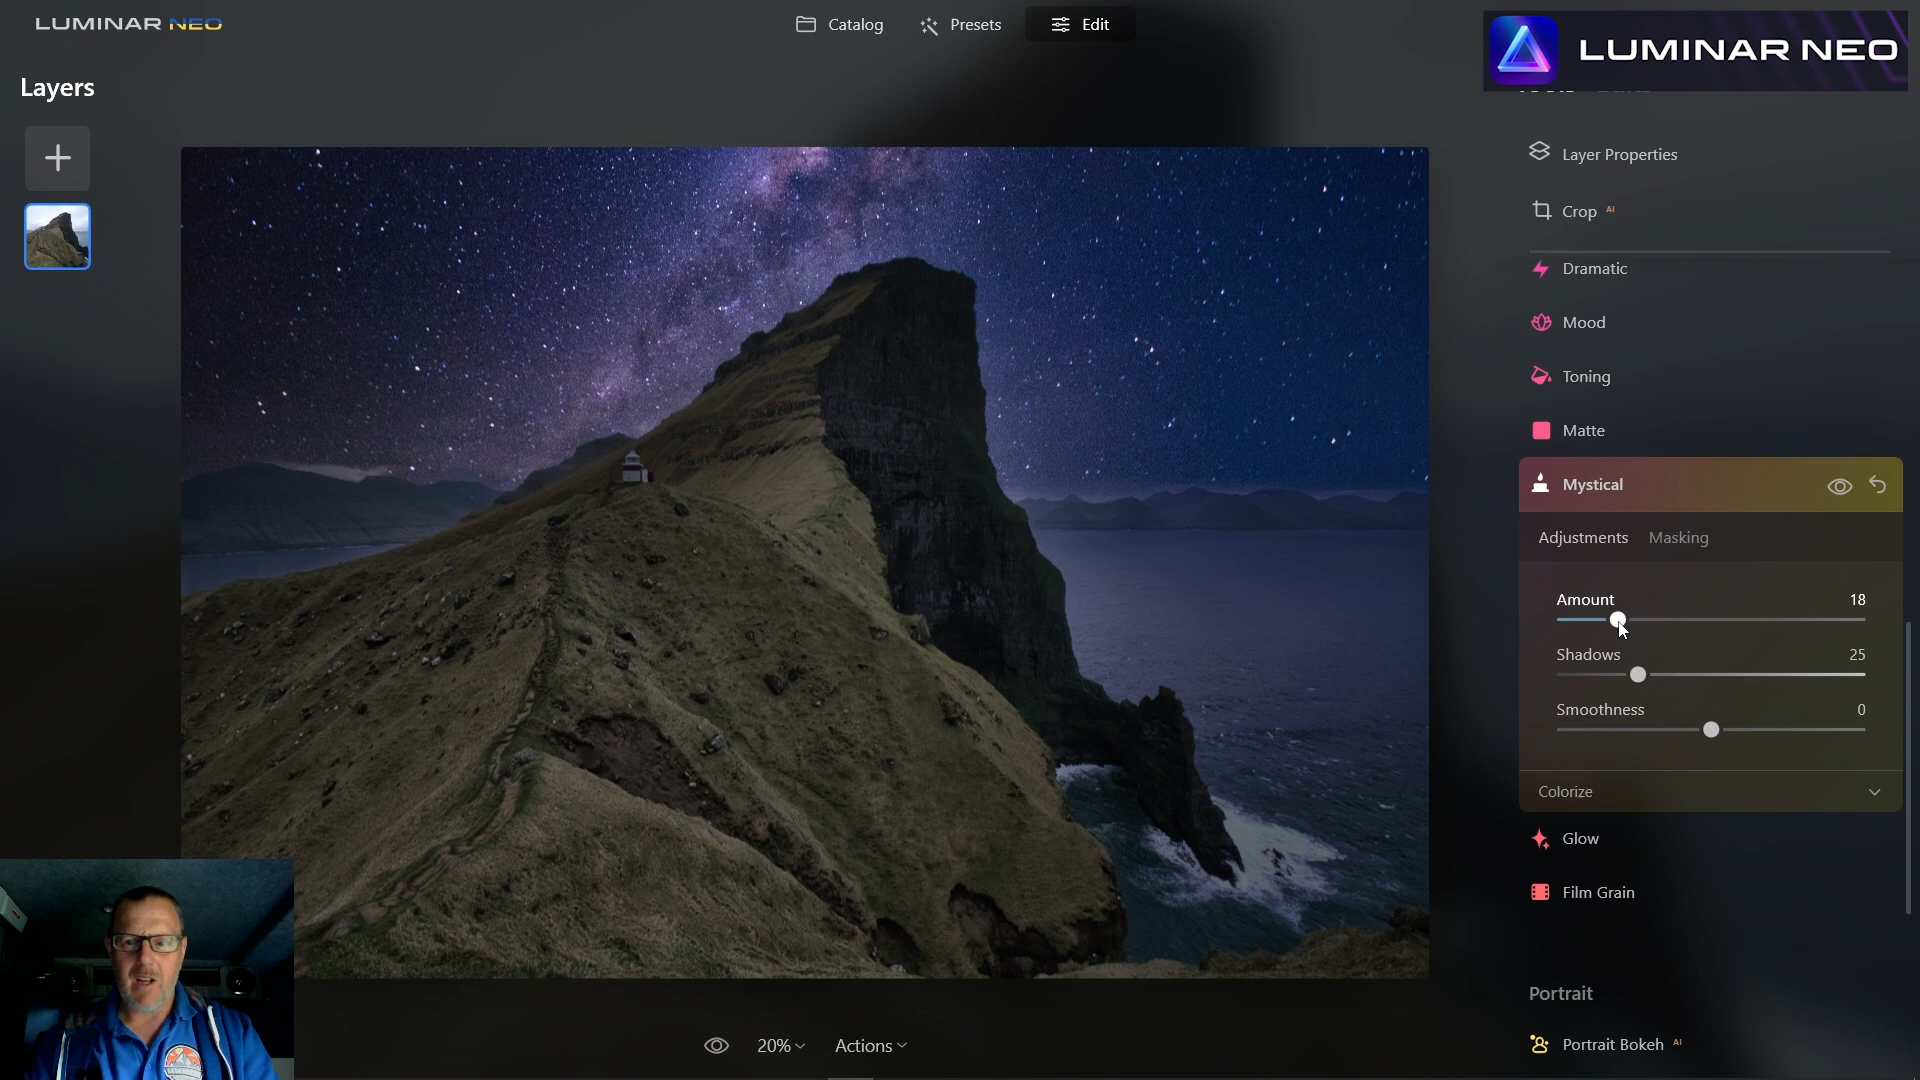 LUMINAR NEO
Catalog
Presets
Edit
LUMINAR NEO
Layers
Layer Properties
Crop AI
Dramatic
Mood
Toning
Matte
Mystical
Adjustments Masking
Amount 18
Shadows 25
Smoothness 0
Colorize
Glow
Film Grain
Portrait
Portrait Bokeh AI
20%
Actions